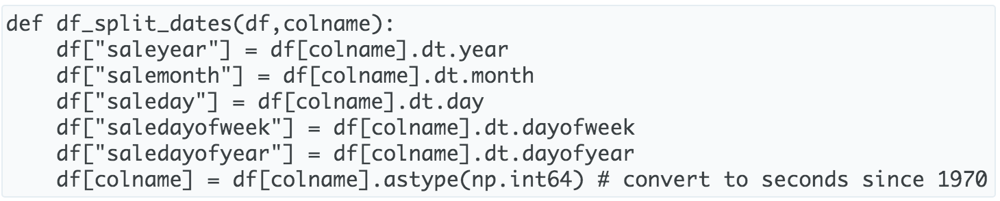 def df_split_dates(df,colname):
    df["saleyear"] = df[colname].dt.year
    df["salemonth"] = df[colname].dt.month
    df["saleday"] = df[colname].dt.day
    df["saledayofweek"] = df[colname].dt.dayofweek
    df["saledayofyear"] = df[colname].dt.dayofyear
    df[colname] = df[colname].astype(np.int64) # convert to seconds since 1970